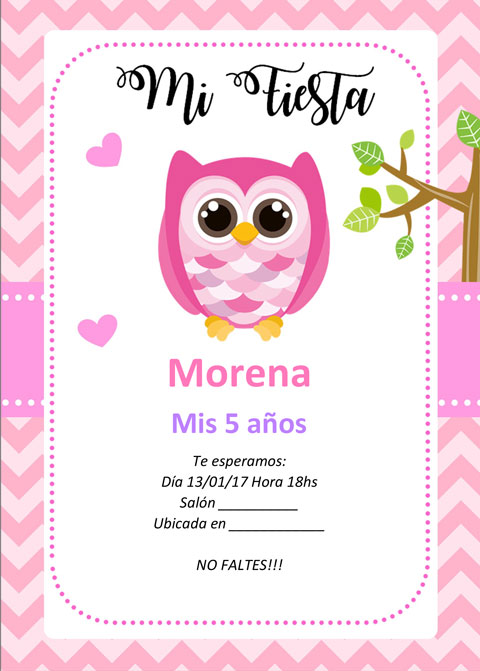 Mi Fiesta
Morena
Mis 5 años
Te esperamos:
Día 13/01/17 Hora 18hs
Salón __________
Ubicada en ____________
NO FALTES!!!